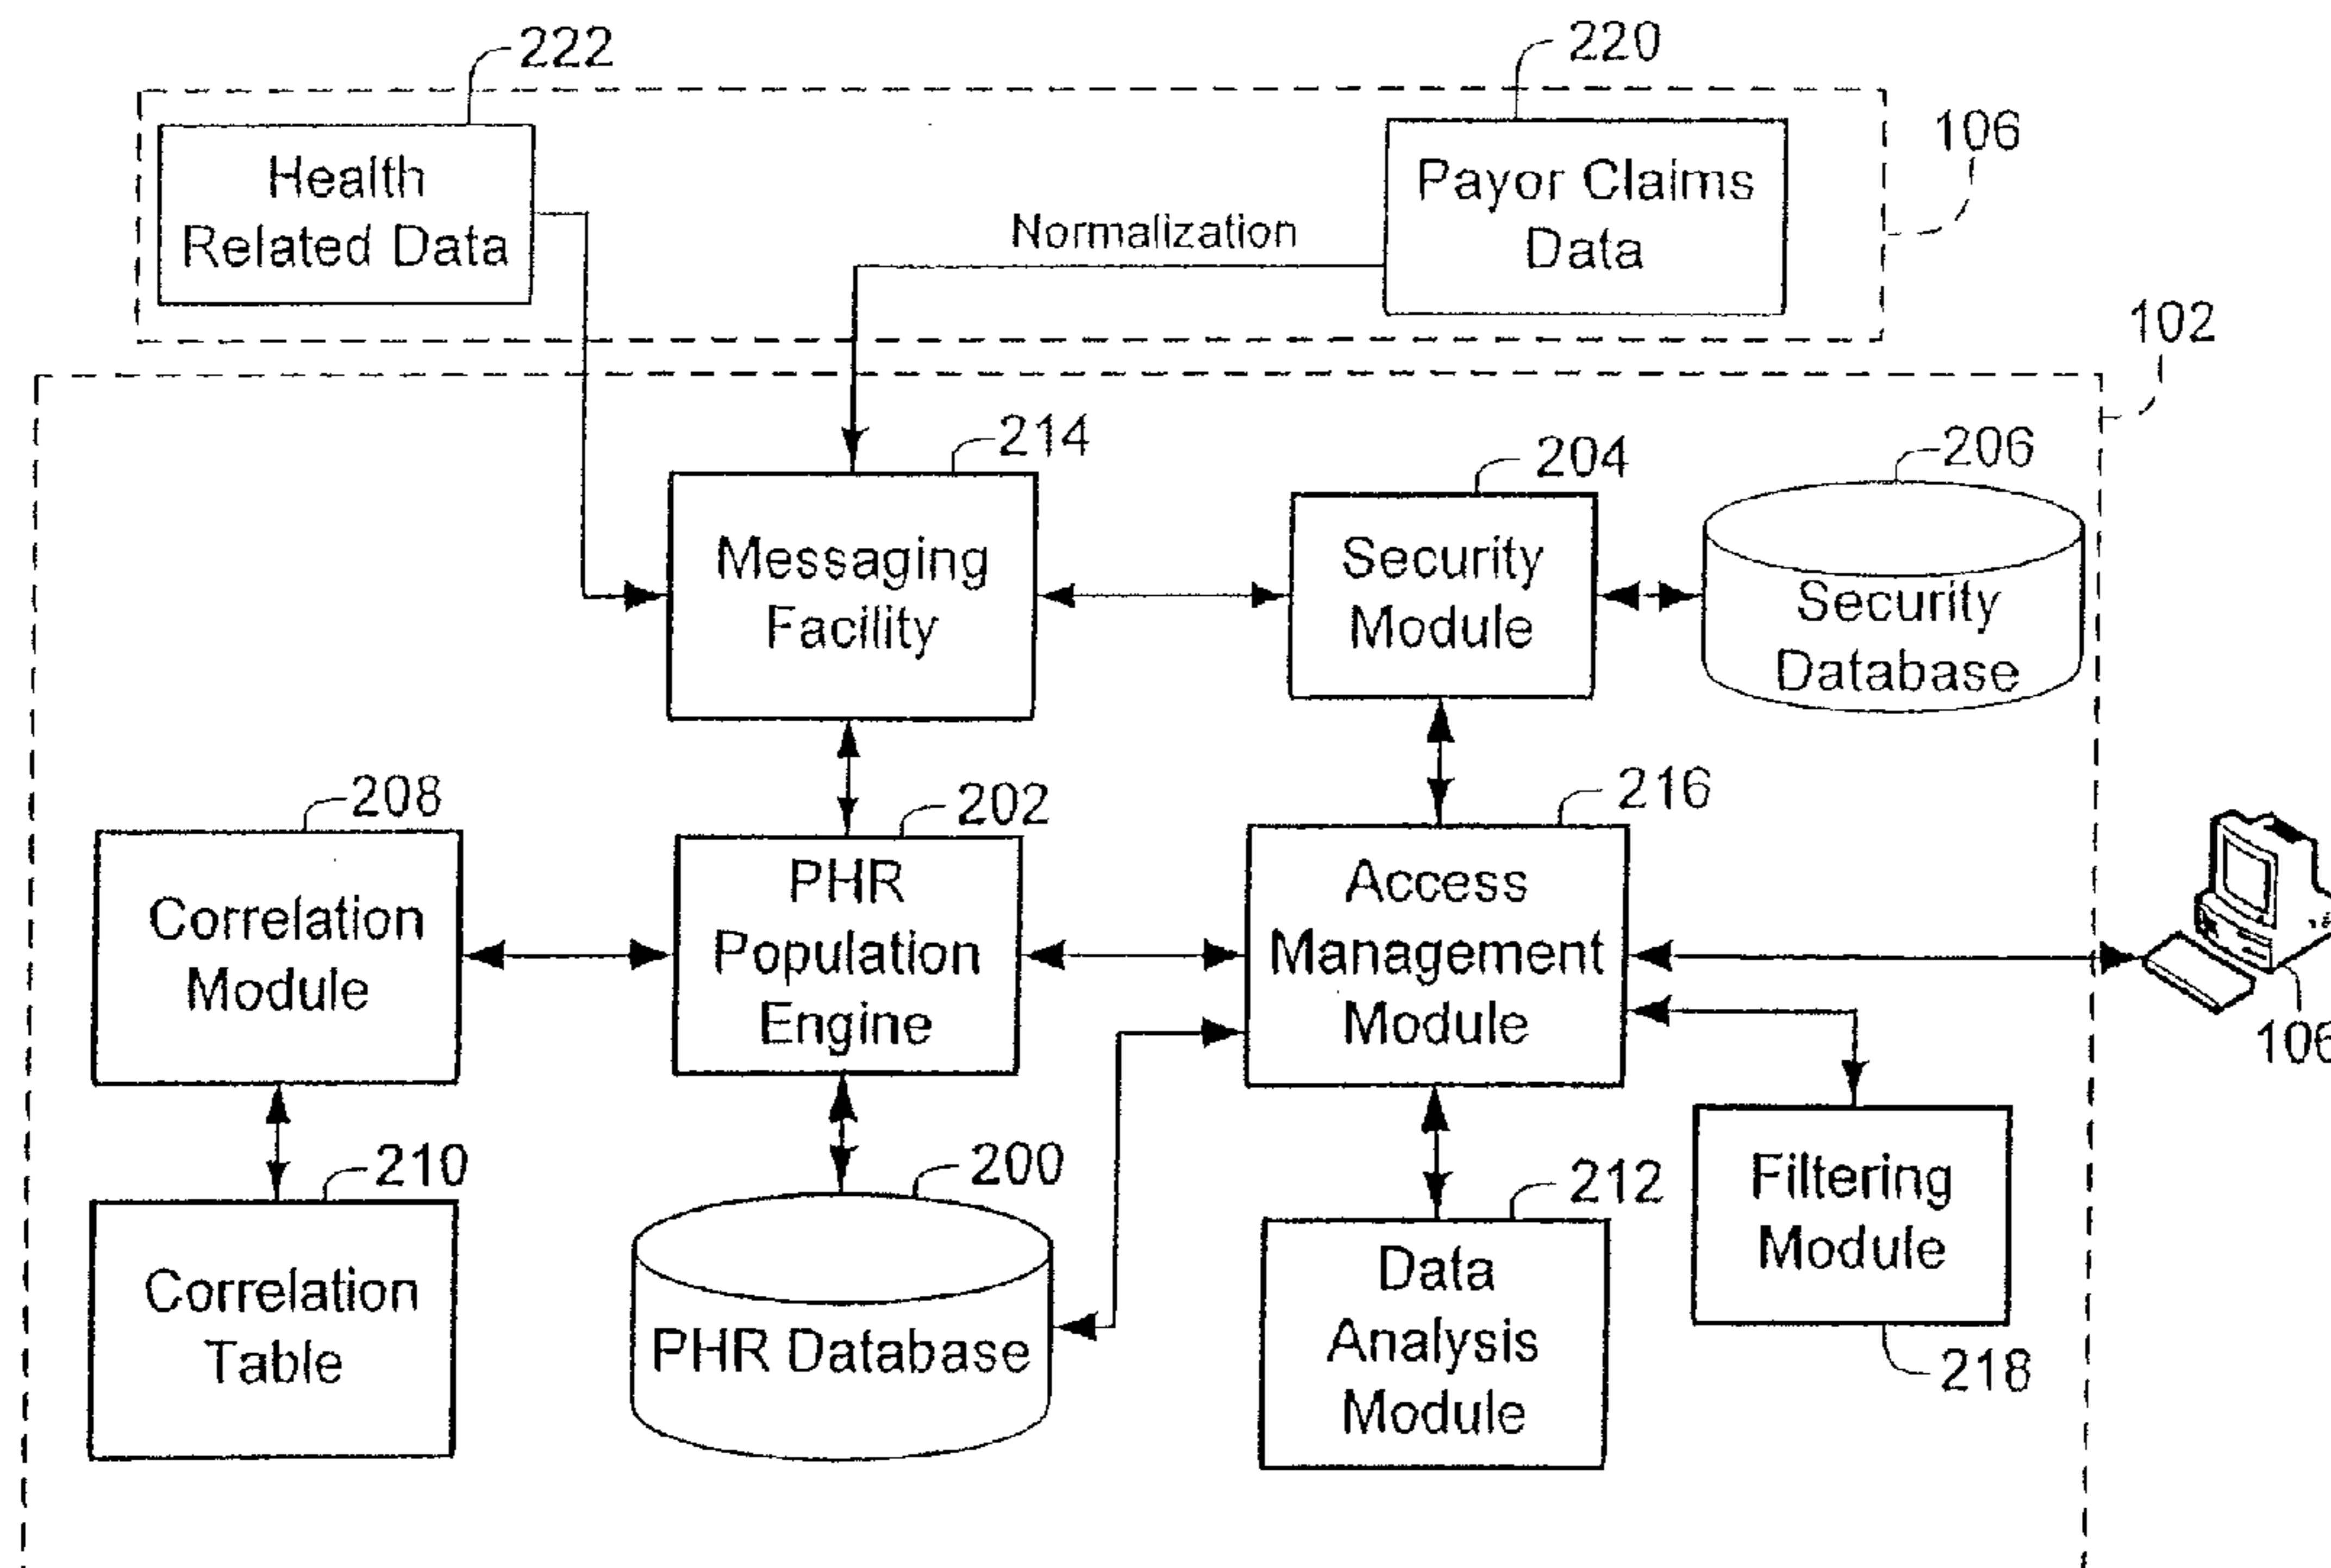 222
220
106
Health
Related Data
Payor Claims
Data
Normalization
102
214
204
206
Messaging
Facility
Security
Module
Security
Database
208
202
216
Correlation
Module
PHR
Population
Engine
Access
Management
Module
106
210
200
212
Filtering
Module
218
Correlation
Table
PHR Database
Data
Analysis
Module